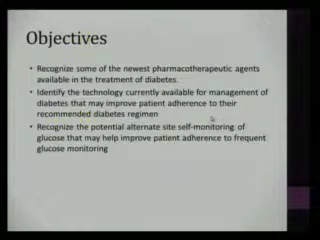 Objectives
• Recognize some of the newest pharmacotherapeutic agents
available in the treatment of diabetes.
• Identify the technology currently available for management of
diabetes that may improve patient adherence to their
recommended diabetes regimen
• Recognize the potential alternate site self-monitoring of
glucose that may help improve patient adherence to frequent
glucose monitoring